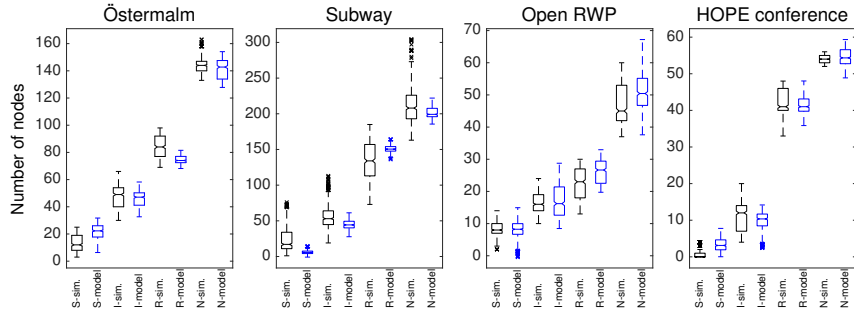 Östermalm
Subway
Open RWP
HOPE conference
Number of nodes
160
140
120
100
80
60
40
20
0
S-sim.
S-model
I-sim.
I-model
R-sim.
R-model
N-sim.
N-model
300
250
200
150
100
50
0
S-sim.
S-model
I-sim.
I-model
R-sim.
R-model
N-sim.
N-model
70
60
50
40
30
20
10
0
S-sim.
S-model
I-sim.
I-model
R-sim.
R-model
N-sim.
N-model
60
50
40
30
20
10
0
S-sim.
S-model
I-sim.
I-model
R-sim.
R-model
N-sim.
N-model